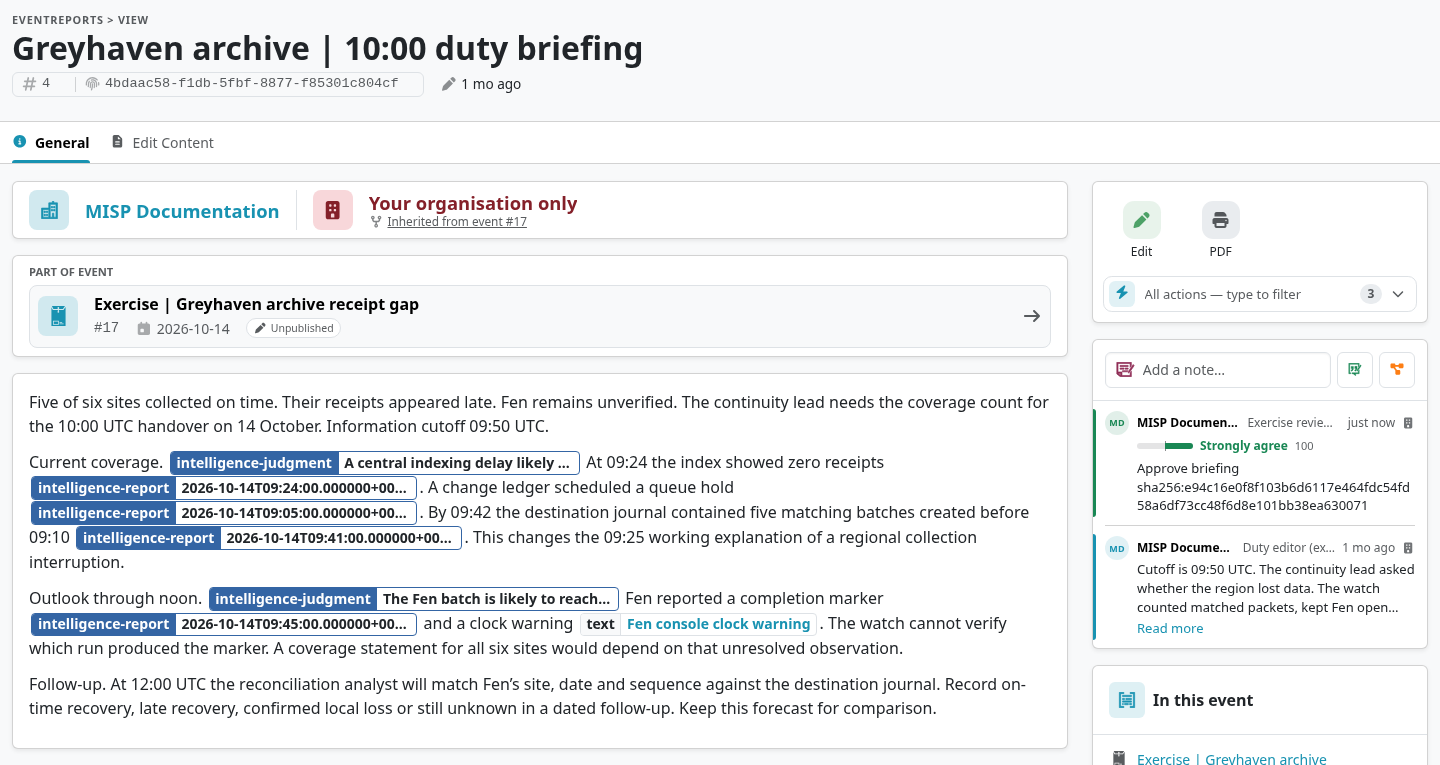 EVENTREPORTS > VIEW
Greyhaven archive | 10:00 duty briefing
# 4 4bdaac58-f1db-5fbf-8877-f85301c804cf 1 mo ago
General Edit Content
MISP Documentation
Your organisation only
Inherited from event #17
PART OF EVENT
Exercise | Greyhaven archive receipt gap
#17 2026-10-14 Unpublished
Five of six sites collected on time. Their receipts appeared late. Fen remains unverified. The continuity lead needs the coverage count for
the 10:00 UTC handover on 14 October. Information cutoff 09:50 UTC.
Current coverage. intelligence-judgment A central indexing delay likely ... At 09:24 the index showed zero receipts
intelligence-report 2026-10-14T09:24:00.000000+00... . A change ledger scheduled a queue hold
intelligence-report 2026-10-14T09:05:00.000000+00... . By 09:42 the destination journal contained five matching batches created before
09:10 intelligence-report 2026-10-14T09:41:00.000000+00... . This changes the 09:25 working explanation of a regional collection
interruption.
Outlook through noon. intelligence-judgment The Fen batch is likely to reach... Fen reported a completion marker
intelligence-report 2026-10-14T09:45:00.000000+00... and a clock warning text Fen console clock warning . The watch cannot verify
which run produced the marker. A coverage statement for all six sites would depend on that unresolved observation.
Follow-up. At 12:00 UTC the reconciliation analyst will match Fen’s site, date and sequence against the destination journal. Record on-
time recovery, late recovery, confirmed local loss or still unknown in a dated follow-up. Keep this forecast for comparison.
Edit PDF
All actions — type to filter 3
Add a note...
MD MISP Documen... Exercise revie... just now
Strongly agree 100
Approve briefing
sha256:e94c16e0f8f103b6d6117e464fdc54fd
58a6df73cc48f6d8e101bb38ea630071
MD MISP Docume... Duty editor (ex... 1 mo ago
Cutoff is 09:50 UTC. The continuity lead asked
whether the region lost data. The watch
counted matched packets, kept Fen open...
Read more
In this event
Exercise | Greyhaven archive